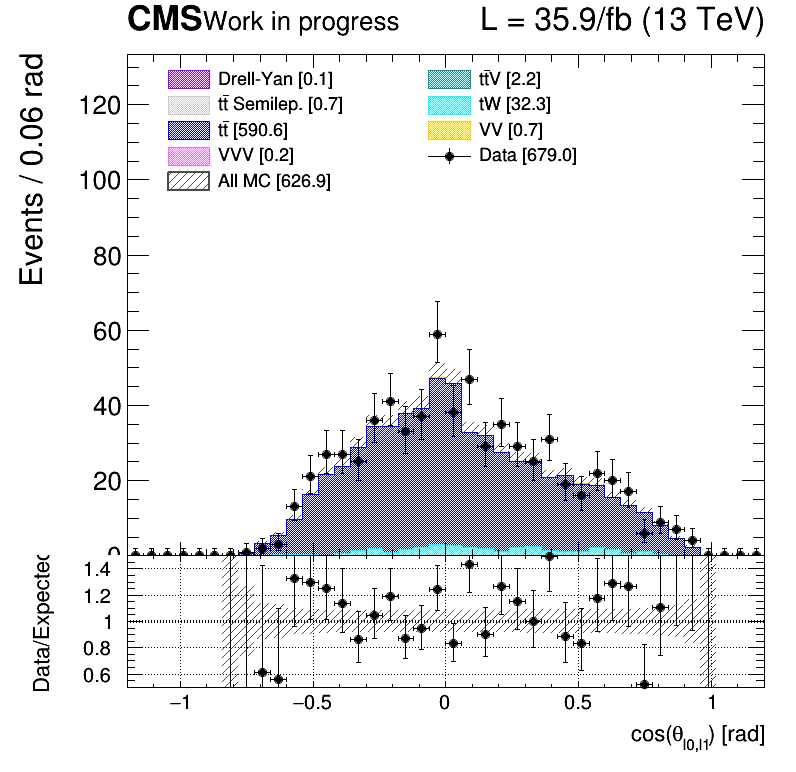 CMS Work in progress L = 35.9/fb (13 TeV)
Events / 0.06 rad
Drell-Yan [0.1]
tt̄ Semilep. [0.7]
tt̄ [590.6]
VVV [0.2]
All MC [626.9]
tt̄V [2.2]
tW [32.3]
VV [0.7]
Data [679.0]
120
100
80
60
40
20
0
Data/Expected
1.4
1.2
1
0.8
0.6
−1 −0.5 0 0.5 1
cos(θ_l0,l1) [rad]